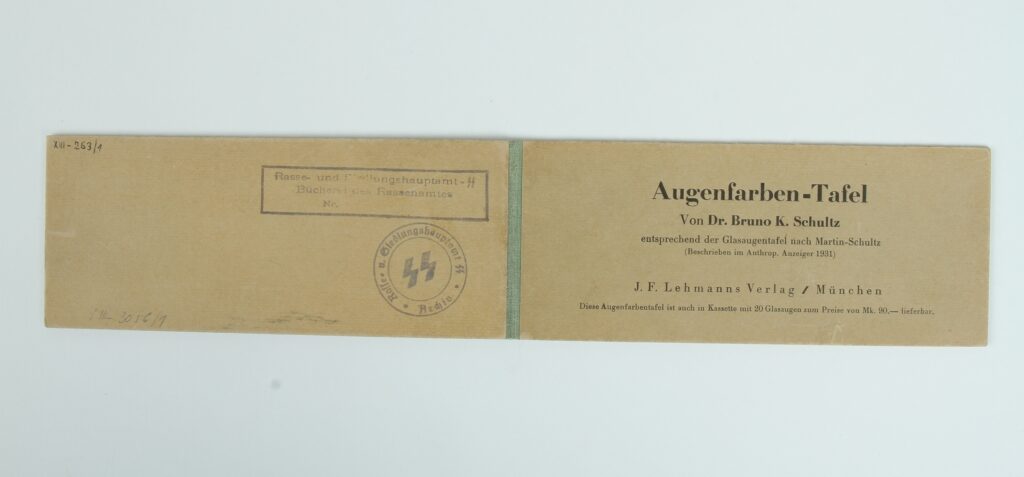 XIII - 263/1
Rasse- und Siedlungshauptamt-SS
Bücherei des Rassenamtes
Nr.
Rasse- u. Siedlungshauptamt SS
SS
* Archiv *
Augenfarben-Tafel
Von Dr. Bruno K. Schultz
entsprechend der Glasaugentafel nach Martin-Schultz
(Beschrieben im Anthrop. Anzeiger 1931)
J. F. Lehmanns Verlag / München
Diese Augenfarbentafel ist auch in Kassette mit 20 Glasaugen zum Preise von Mk. 90.— lieferbar.